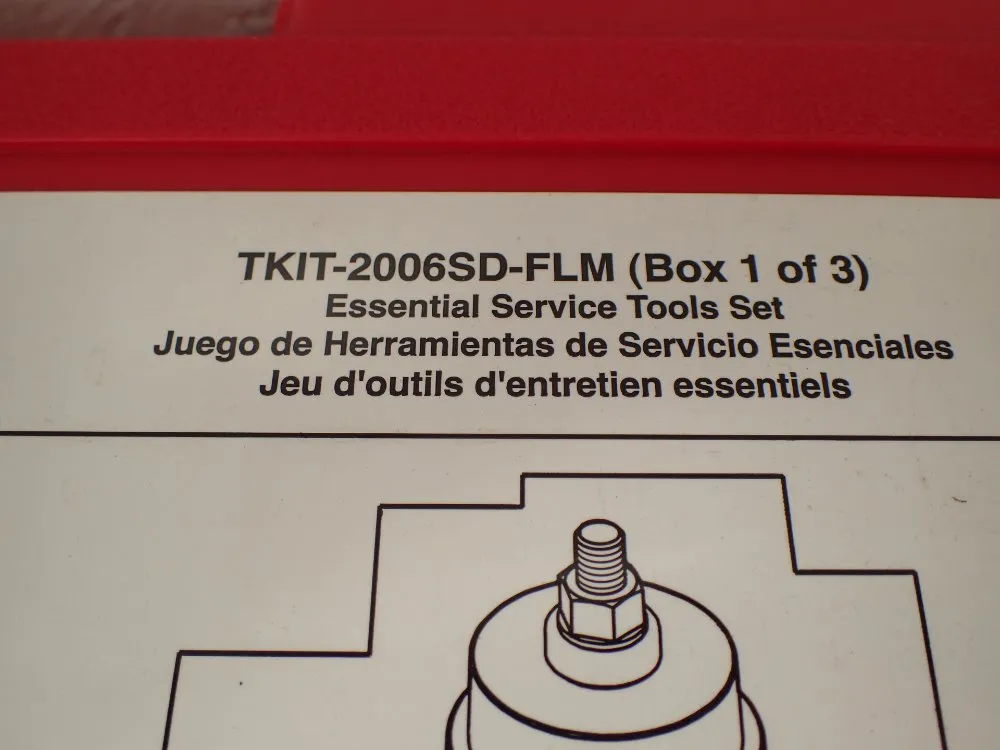 TKIT-2006SD-FLM (Box 1 of 3)
Essential Service Tools Set
Juego de Herramientas de Servicio Esenciales
Jeu d'outils d'entretien essentiels